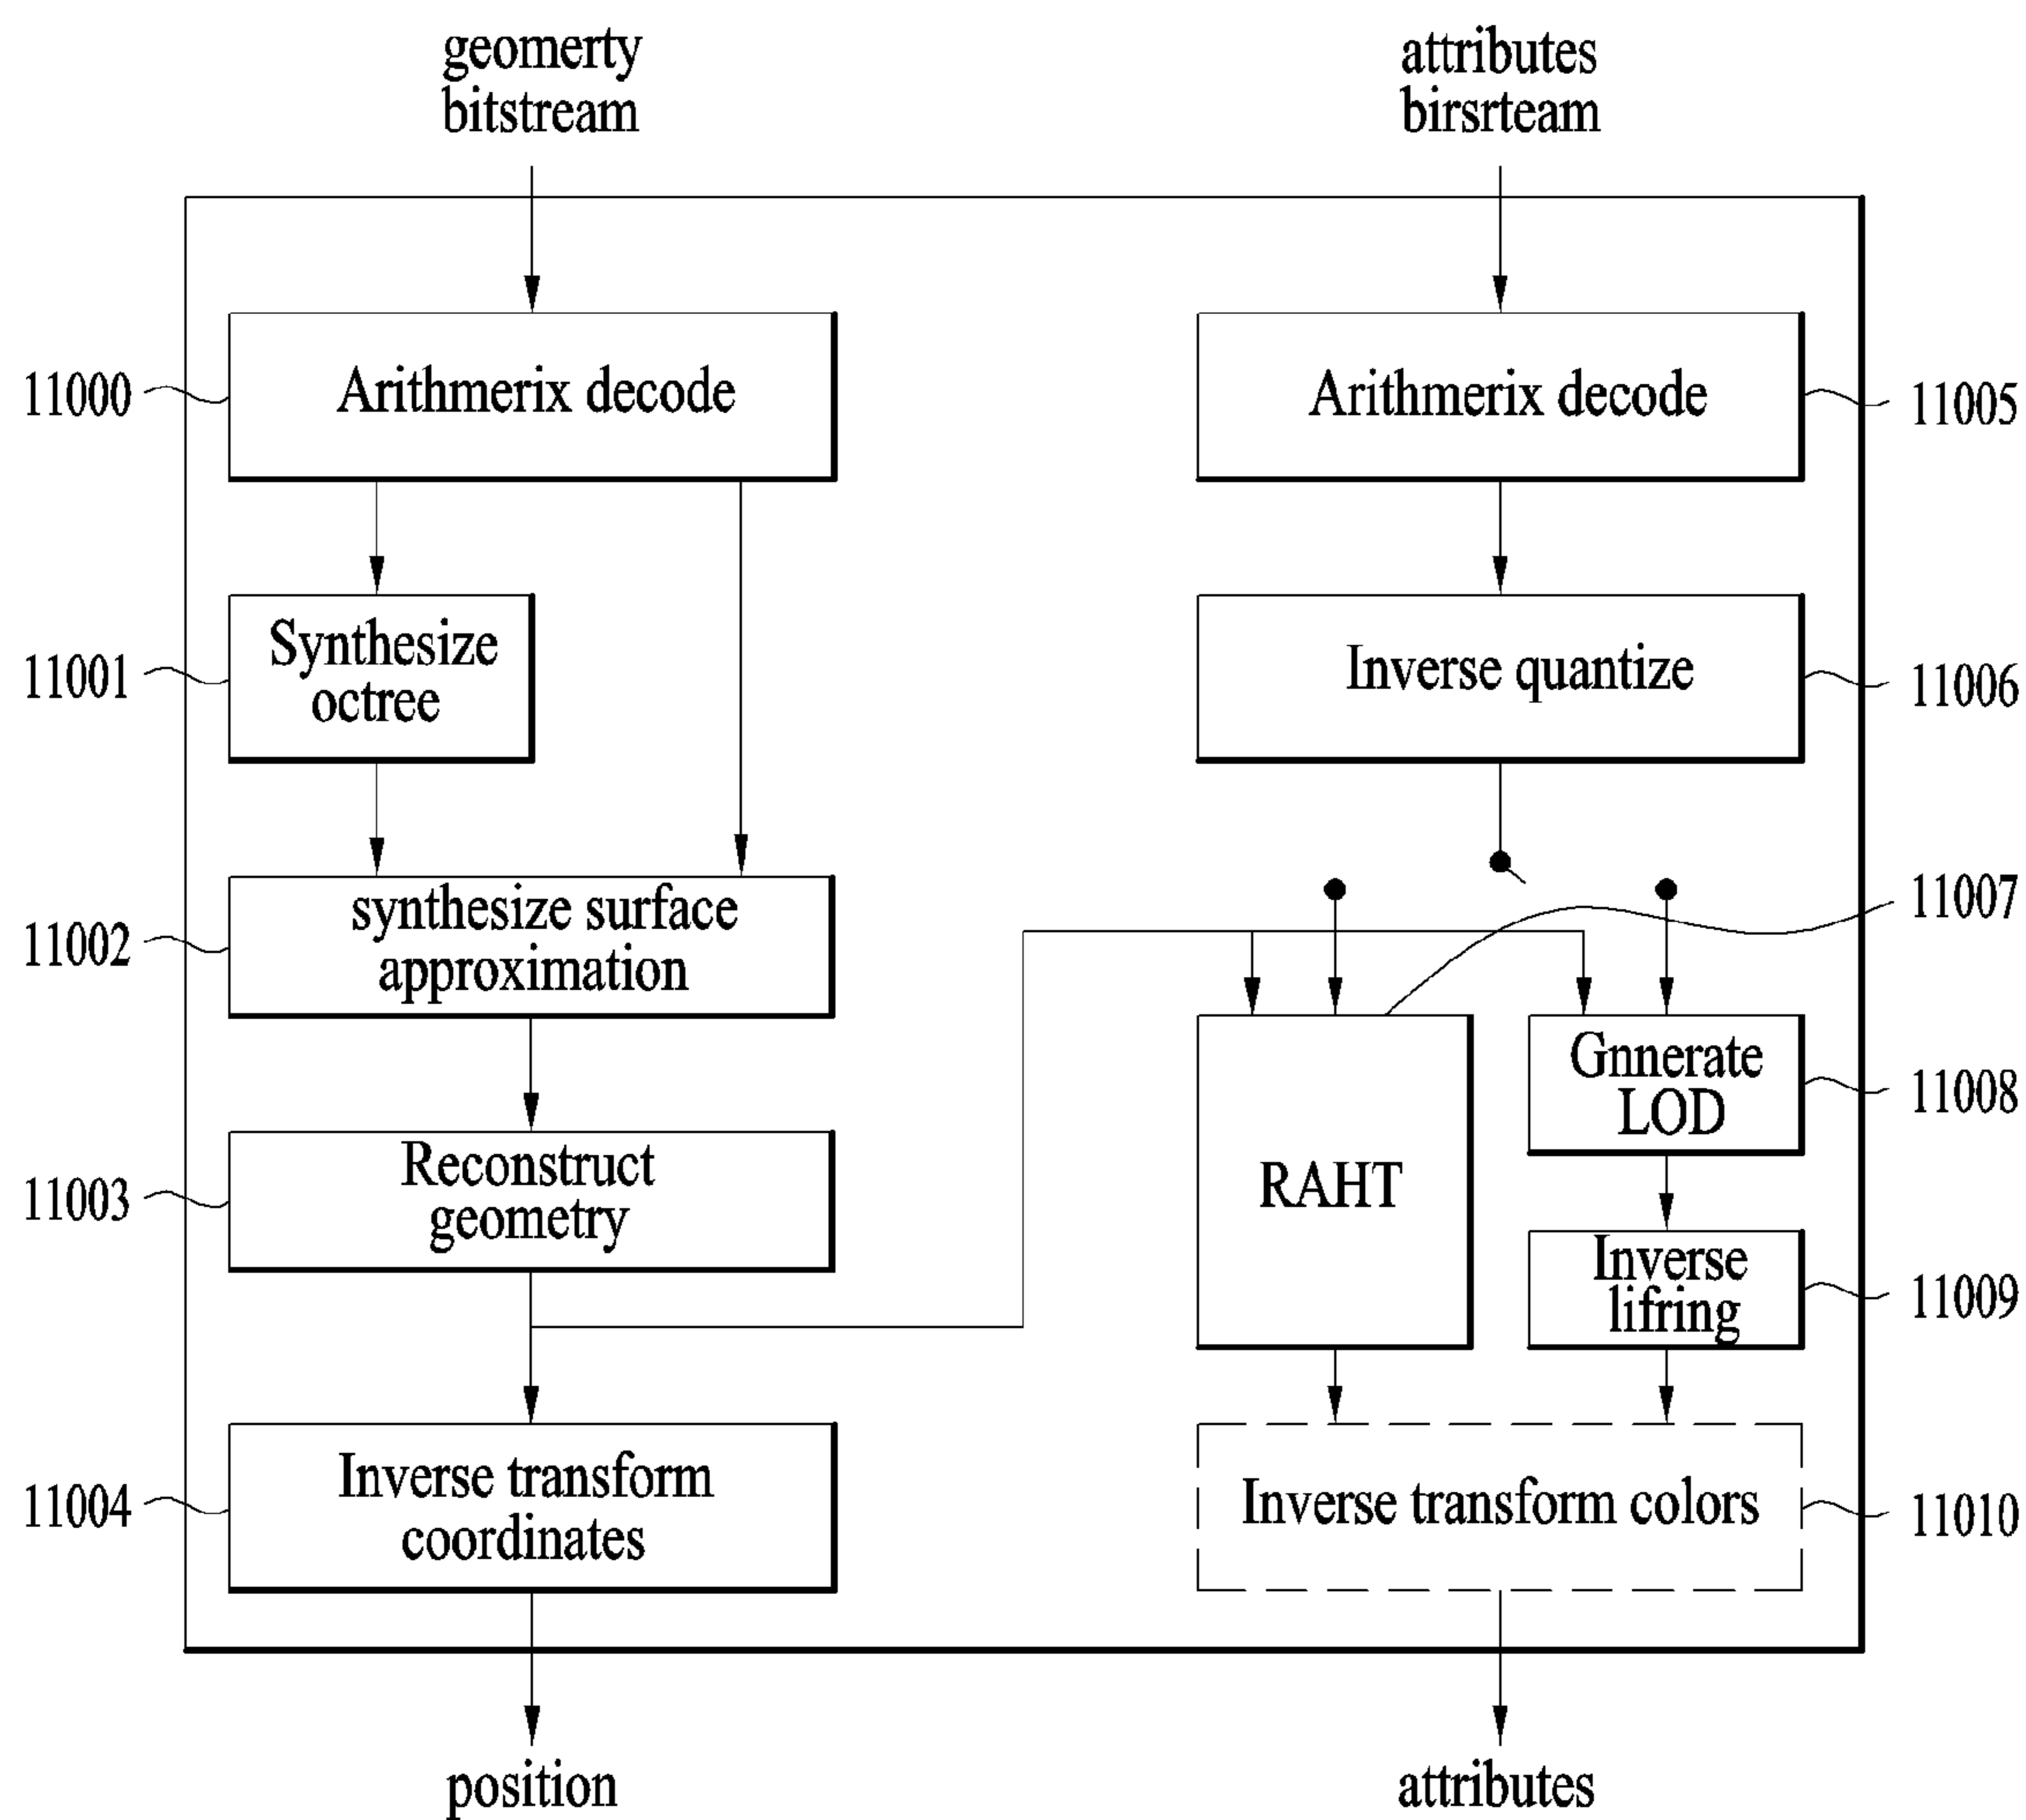 geomerty
bitstream
attributes
birsrteam
11000
Arithmerix decode
Arithmerix decode
11005
11001
Synthesize
octree
Inverse quantize
11006
11002
synthesize surface
approximation
11007
11003
Reconstruct
geometry
RAHT
Gnnerate
LOD
11008
Inverse
lifring
11009
11004
Inverse transform
coordinates
Inverse transform colors
11010
position
attributes